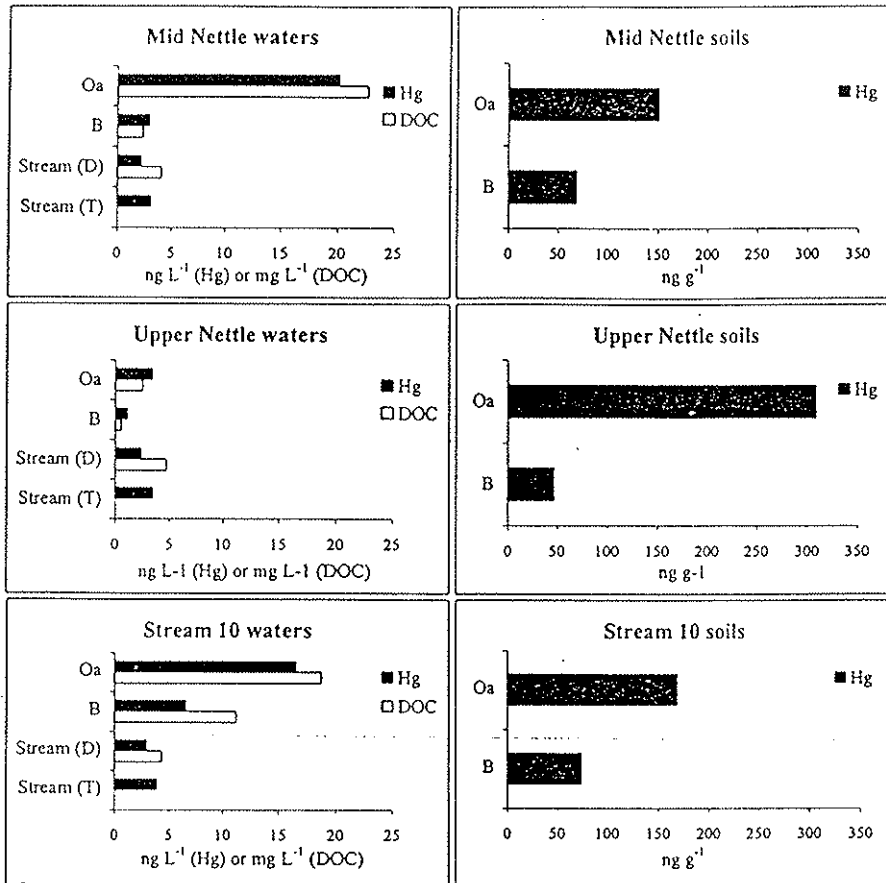 Mid Nettle waters
Oa
B
Stream (D)
Stream (T)
■ Hg
□ DOC
0 5 10 15 20 25
ng L⁻¹ (Hg) or mg L⁻¹ (DOC)
Mid Nettle soils
Oa
B
■ Hg
0 50 100 150 200 250 300 350
ng g⁻¹
Upper Nettle waters
Oa
B
Stream (D)
Stream (T)
■ Hg
□ DOC
0 5 10 15 20 25
ng L-1 (Hg) or mg L-1 (DOC)
Upper Nettle soils
Oa
B
■ Hg
0 50 100 150 200 250 300 350
ng g-1
Stream 10 waters
Oa
B
Stream (D)
Stream (T)
■ Hg
□ DOC
0 5 10 15 20 25
ng L⁻¹ (Hg) or mg L⁻¹ (DOC)
Stream 10 soils
Oa
B
■ Hg
0 50 100 150 200 250 300 350
ng g⁻¹